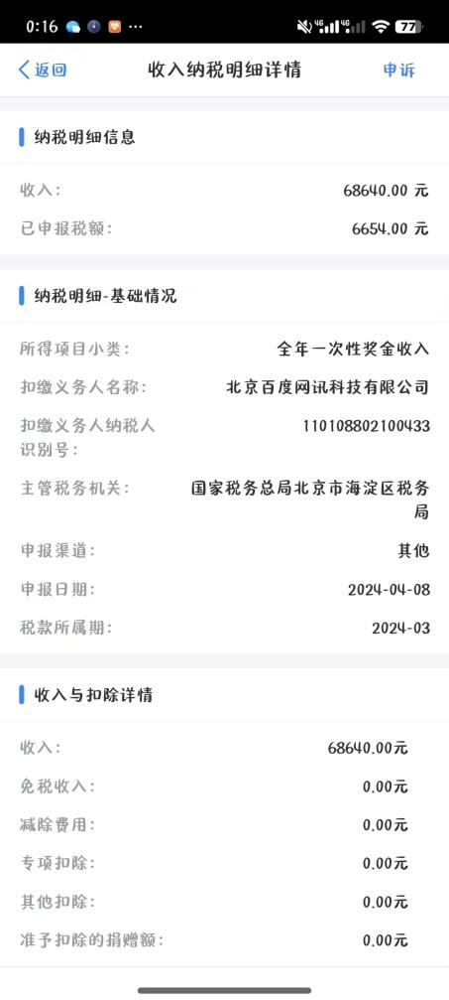 0:16 ... 4G 4G 77
返回 收入纳税明细详情 申诉
纳税明细信息
收入： 68640.00 元
已申报税额： 6654.00 元
纳税明细-基础情况
所得项目小类： 全年一次性奖金收入
扣缴义务人名称： 北京百度网讯科技有限公司
扣缴义务人纳税人 110108802100433
识别号：
主管税务机关： 国家税务总局北京市海淀区税务
局
申报渠道： 其他
申报日期： 2024-04-08
税款所属期： 2024-03
收入与扣除详情
收入： 68640.00元
免税收入： 0.00元
减除费用： 0.00元
专项扣除： 0.00元
其他扣除： 0.00元
准予扣除的捐赠额： 0.00元